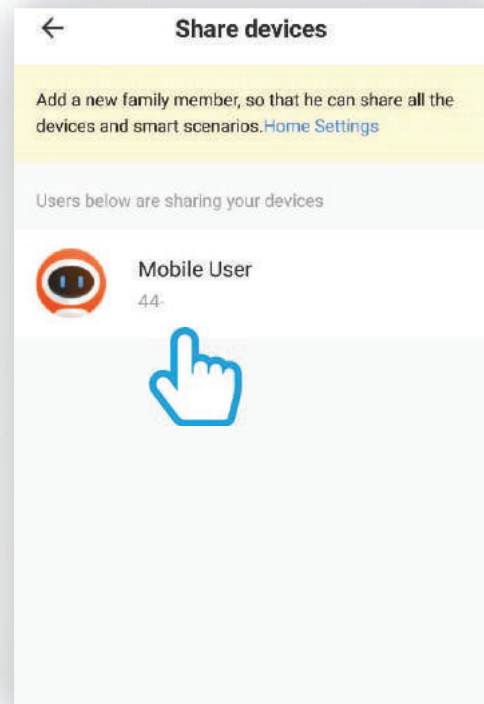 Share devices
Add a new family member, so that he can share all the
devices and smart scenarios.Home Settings
Users below are sharing your devices
Mobile User
44-